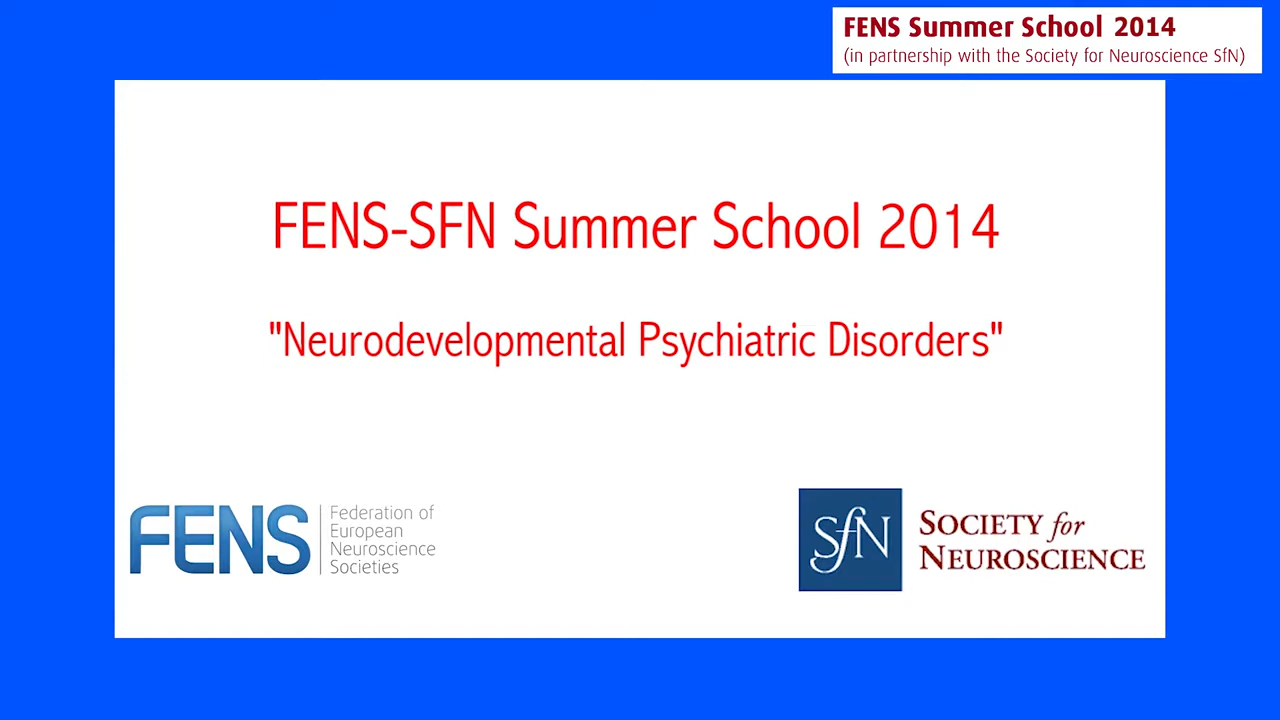 FENS Summer School 2014
(in partnership with the Society for Neuroscience SfN)
FENS-SFN Summer School 2014
"Neurodevelopmental Psychiatric Disorders"
FENS
Federation of
European
Neuroscience
Societies
SfN
SOCIETY for
NEUROSCIENCE